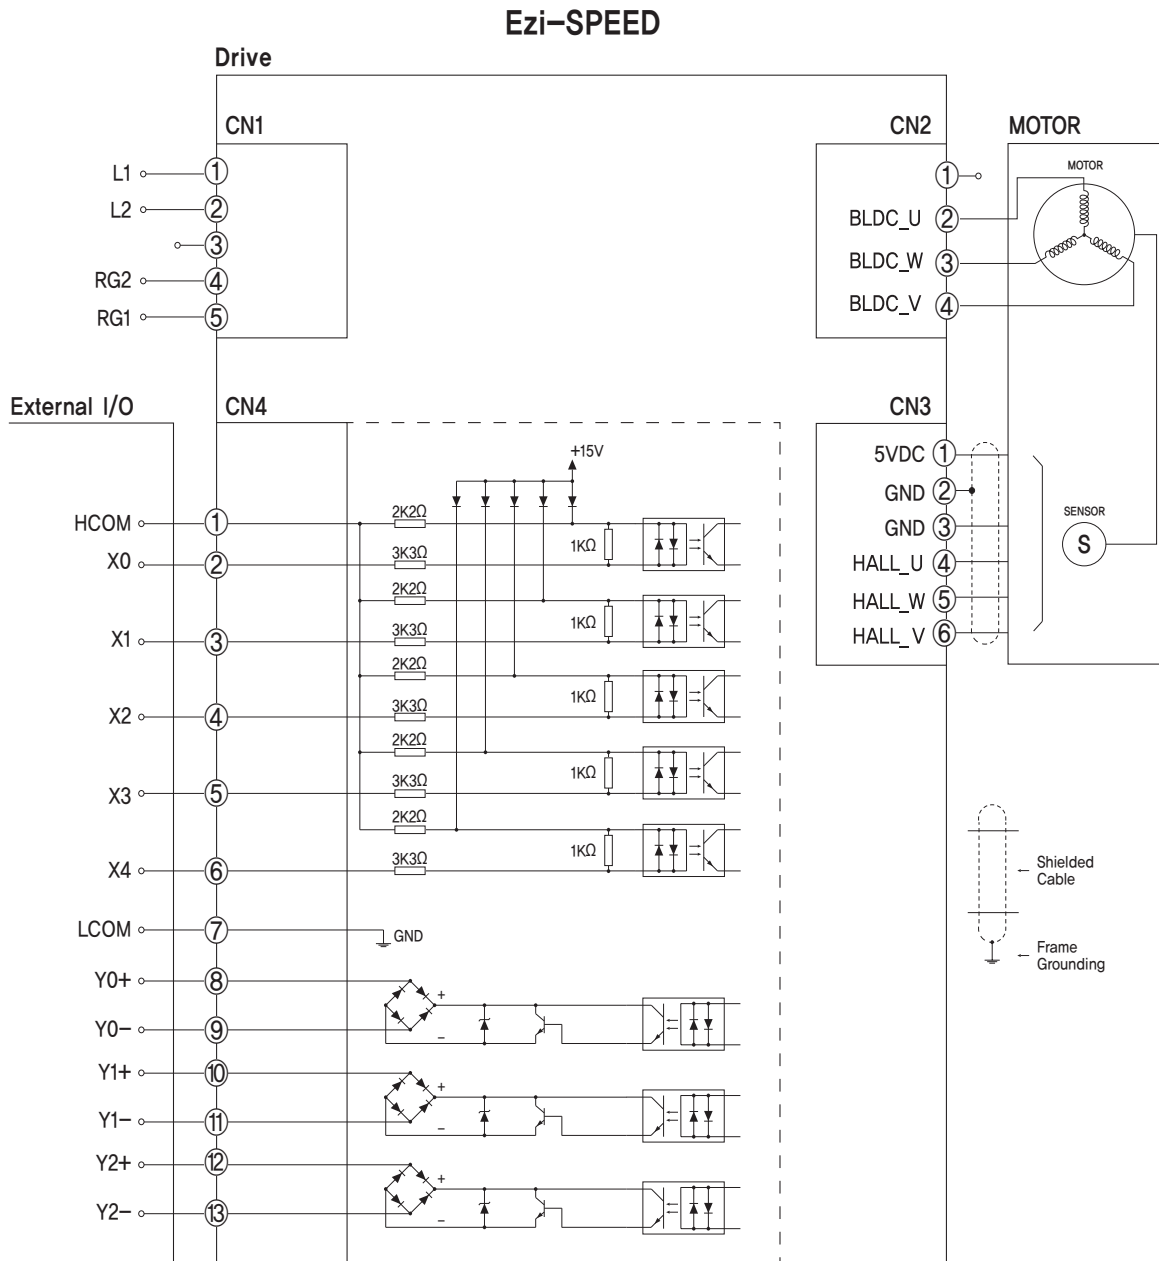 Ezi-SPEED
Drive
CN1
L1 1
L2 2
3
RG2 4
RG1 5
CN2
1
BLDC_U 2
BLDC_W 3
BLDC_V 4
MOTOR
MOTOR
External I/O
CN4
CN3
5VDC 1
GND 2
GND 3
HALL_U 4
HALL_W 5
HALL_V 6
SENSOR
S
+15V
HCOM 1
2K2Ω
1KΩ
X0 2
3K3Ω
2K2Ω
1KΩ
X1 3
3K3Ω
2K2Ω
1KΩ
X2 4
3K3Ω
2K2Ω
1KΩ
X3 5
3K3Ω
2K2Ω
1KΩ
X4 6
3K3Ω
LCOM 7
GND
Y0+ 8
+
Y0− 9
−
Y1+ 10
+
Y1− 11
−
Y2+ 12
+
Y2− 13
−
Shielded
Cable
Frame
Grounding